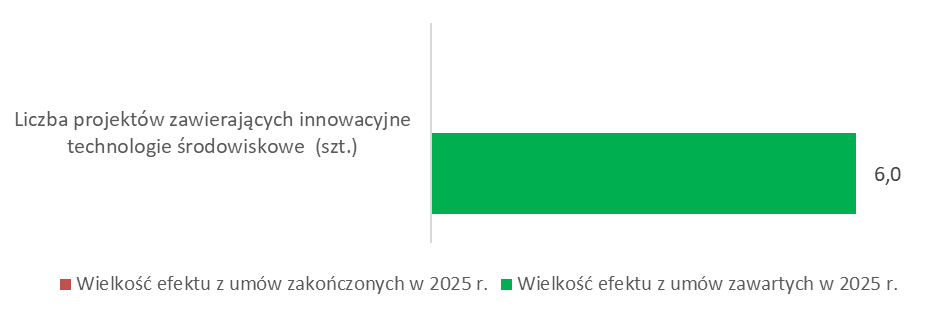 Liczba projektów zawierających innowacyjne
technologie środowiskowe (szt.)
6,0
Wielkość efektu z umów zakończonych w 2025 r.
Wielkość efektu z umów zawartych w 2025 r.